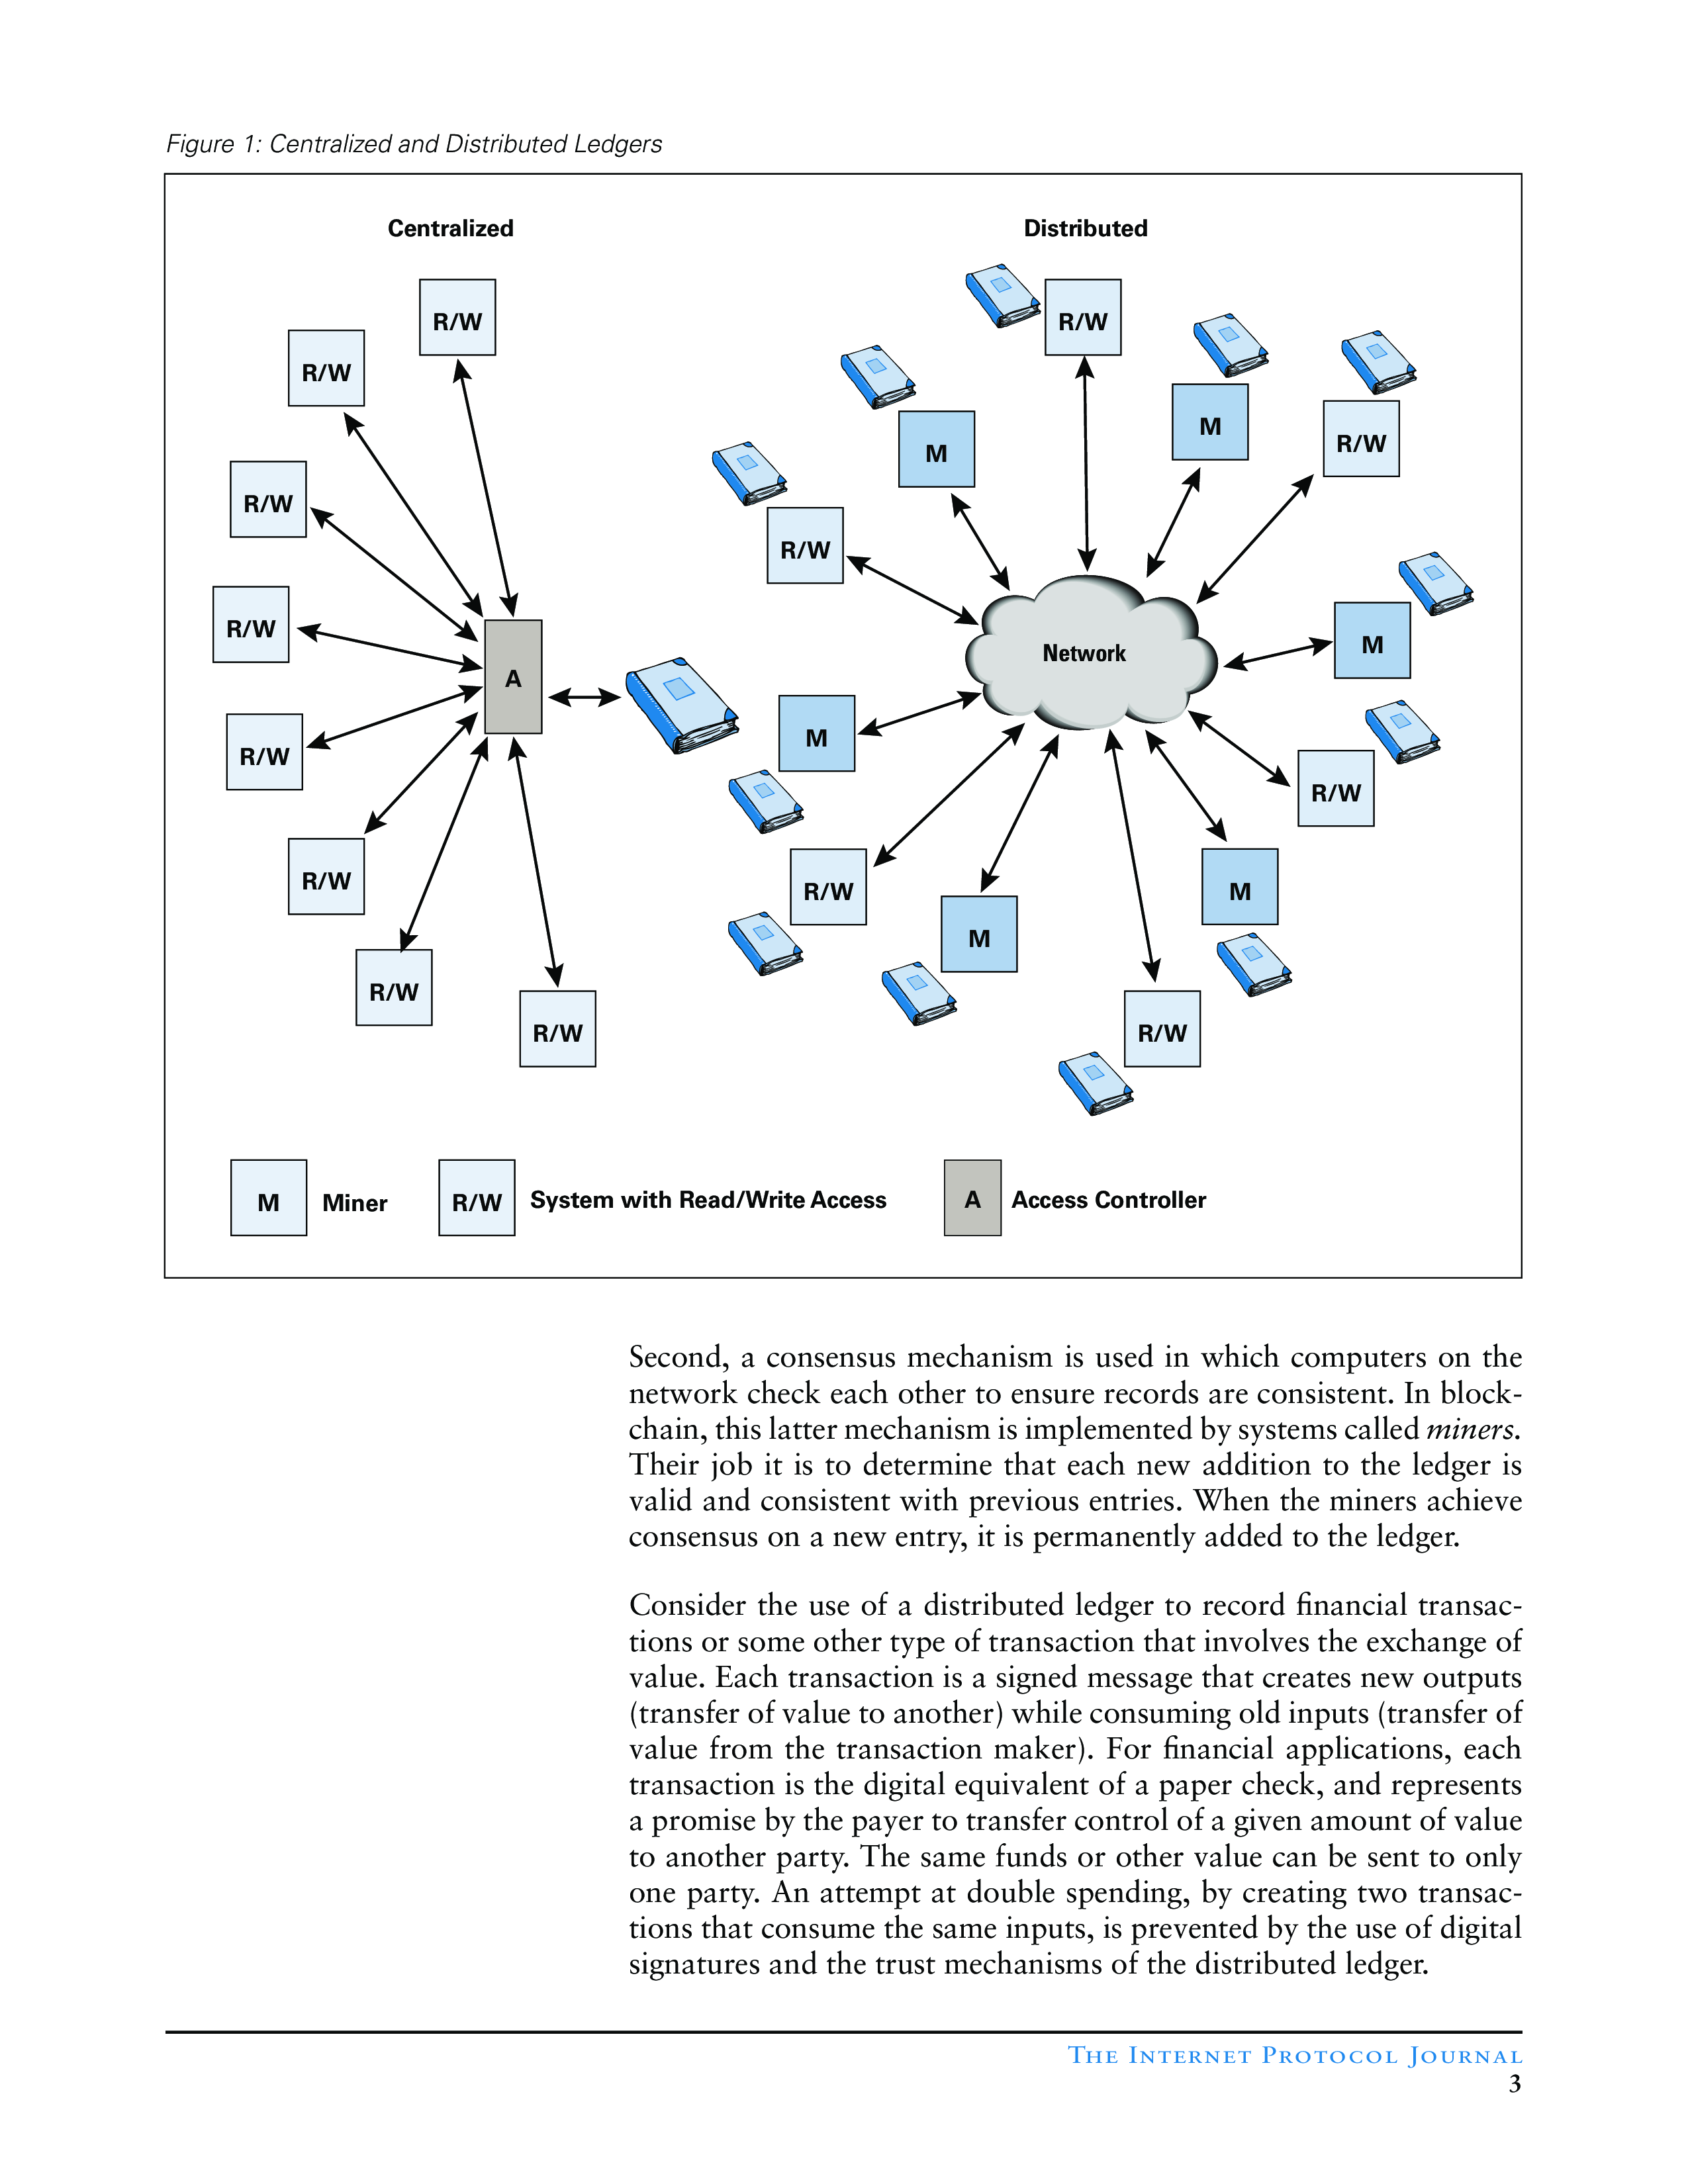 Figure 1: Centralized and Distributed Ledgers
Centralized
Distributed
R/W
R/W
R/W
R/W
R/W
R/W
R/W
R/W
A
R/W
M
M
R/W
R/W
M
Network
M
R/W
R/W
M
M
R/W
M Miner
R/W System with Read/Write Access
A Access Controller
Second, a consensus mechanism is used in which computers on the
network check each other to ensure records are consistent. In block-
chain, this latter mechanism is implemented by systems called miners.
Their job it is to determine that each new addition to the ledger is
valid and consistent with previous entries. When the miners achieve
consensus on a new entry, it is permanently added to the ledger.
Consider the use of a distributed ledger to record financial transac-
tions or some other type of transaction that involves the exchange of
value. Each transaction is a signed message that creates new outputs
(transfer of value to another) while consuming old inputs (transfer of
value from the transaction maker). For financial applications, each
transaction is the digital equivalent of a paper check, and represents
a promise by the payer to transfer control of a given amount of value
to another party. The same funds or other value can be sent to only
one party. An attempt at double spending, by creating two transac-
tions that consume the same inputs, is prevented by the use of digital
signatures and the trust mechanisms of the distributed ledger.
The Internet Protocol Journal
3